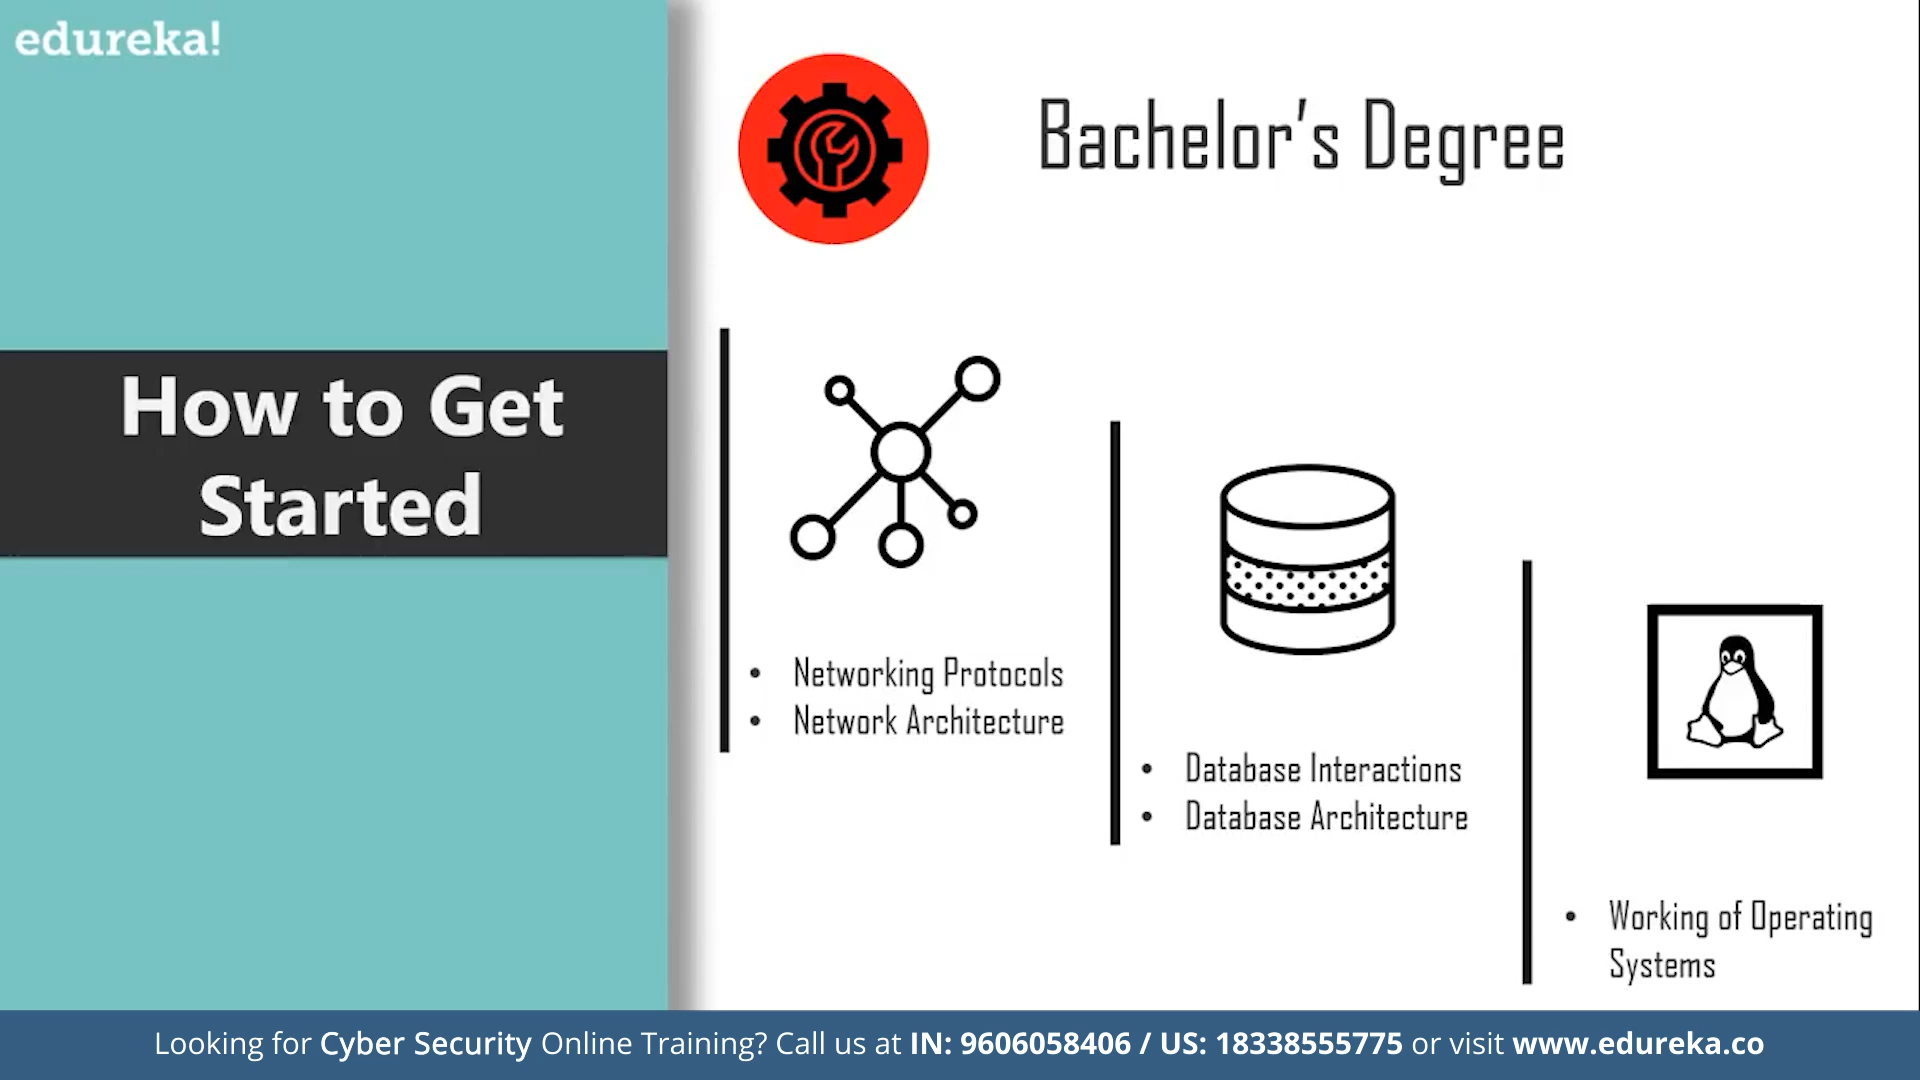 edureka!
How to Get
Started
Bachelor's Degree
• Networking Protocols
• Network Architecture
• Database Interactions
• Database Architecture
• Working of Operating
Systems
Looking for Cyber Security Online Training? Call us at IN: 9606058406 / US: 18338555775 or visit www.edureka.co